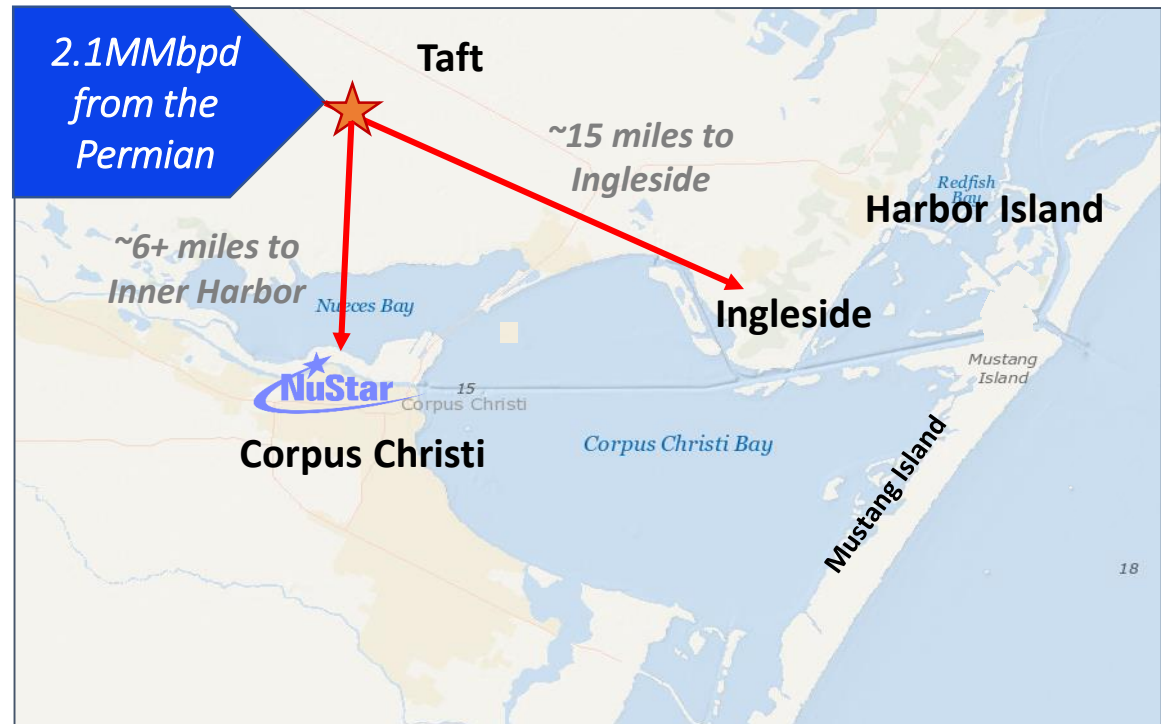 2.1MMbpd
from the
Permian
Taft
~15 miles to
Ingleside
Redfish
Bay
Harbor Island
~6+ miles to
Inner Harbor
Nueces Bay
Ingleside
Mustang
Island
NuStar
15
Corpus Christi
Corpus Christi
Corpus Christi Bay
Mustang Island
18